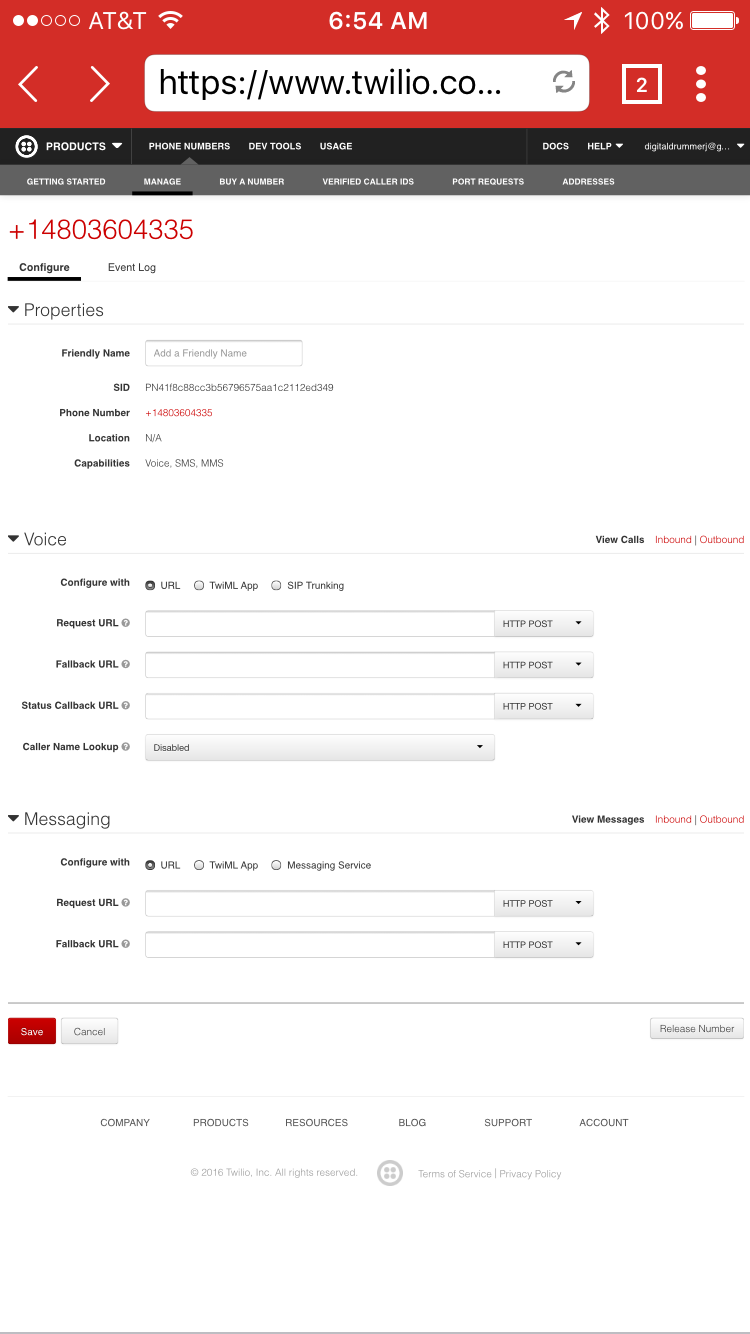 AT&T 6:54 AM 100%
https://www.twilio.co... 2
PRODUCTS PHONE NUMBERS DEV TOOLS USAGE DOCS HELP digitaldrummerj@g...
GETTING STARTED MANAGE BUY A NUMBER VERIFIED CALLER IDS PORT REQUESTS ADDRESSES
+14803604335
Configure Event Log
Properties
Friendly Name Add a Friendly Name
SID PN41f8c88cc3b56796575aa1c2112ed349
Phone Number +14803604335
Location N/A
Capabilities Voice, SMS, MMS
Voice View Calls Inbound | Outbound
Configure with URL TwiML App SIP Trunking
Request URL ? HTTP POST
Fallback URL ? HTTP POST
Status Callback URL ? HTTP POST
Caller Name Lookup ? Disabled
Messaging View Messages Inbound | Outbound
Configure with URL TwiML App Messaging Service
Request URL ? HTTP POST
Fallback URL ? HTTP POST
Save Cancel Release Number
COMPANY PRODUCTS RESOURCES BLOG SUPPORT ACCOUNT
© 2016 Twilio, Inc. All rights reserved. Terms of Service | Privacy Policy